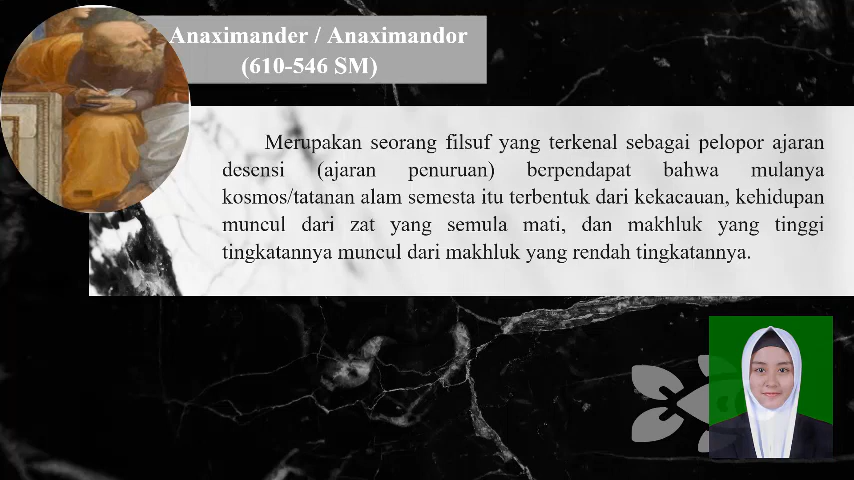 Anaximander / Anaximandor
(610-546 SM)
Merupakan seorang filsuf yang terkenal sebagai pelopor ajaran
desensi (ajaran penuruan) berpendapat bahwa mulanya
kosmos/tatanan alam semesta itu terbentuk dari kekacauan, kehidupan
muncul dari zat yang semula mati, dan makhluk yang tinggi
tingkatannya muncul dari makhluk yang rendah tingkatannya.